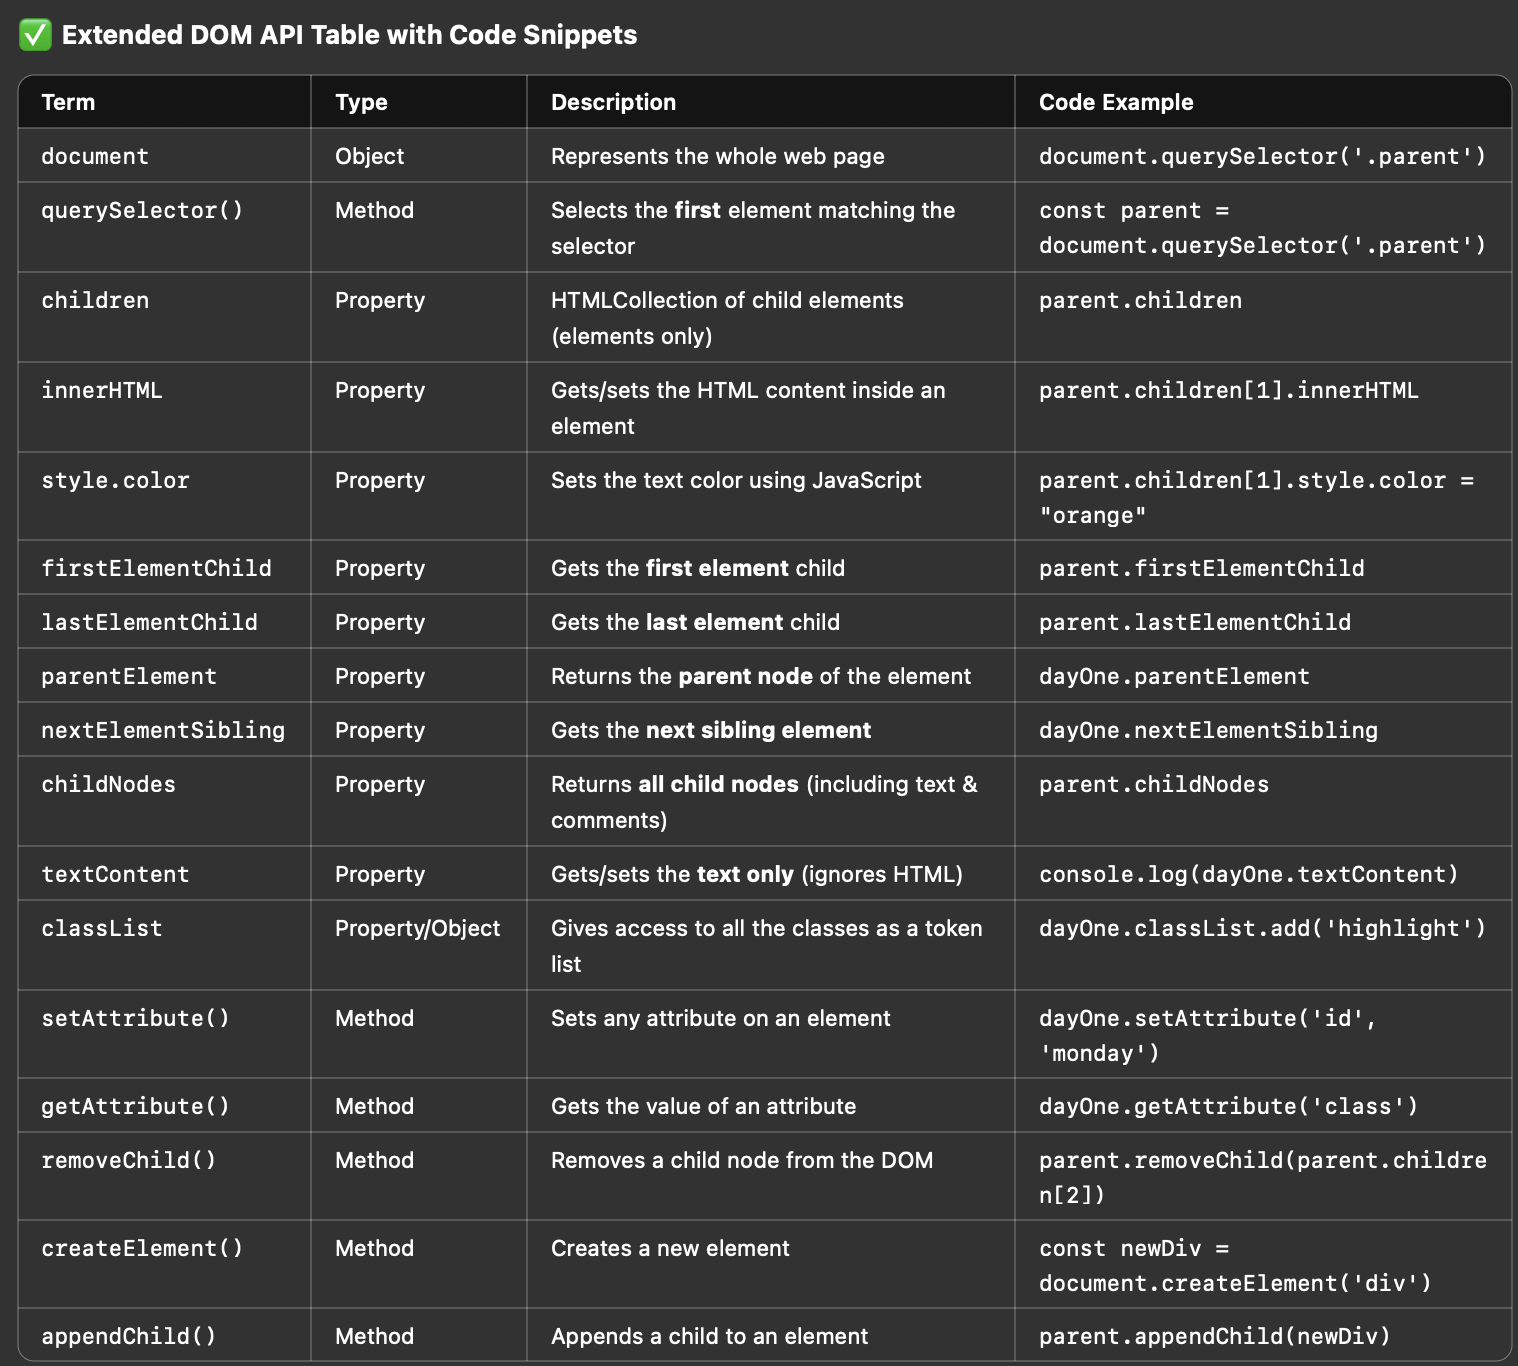 ✅ Extended DOM API Table with Code Snippets
Term Type Description Code Example
document Object Represents the whole web page document.querySelector('.parent')
querySelector() Method Selects the first element matching the const parent =
selector document.querySelector('.parent')
children Property HTMLCollection of child elements parent.children
(elements only)
innerHTML Property Gets/sets the HTML content inside an parent.children[1].innerHTML
element
style.color Property Sets the text color using JavaScript parent.children[1].style.color =
"orange"
firstElementChild Property Gets the first element child parent.firstElementChild
lastElementChild Property Gets the last element child parent.lastElementChild
parentElement Property Returns the parent node of the element dayOne.parentElement
nextElementSibling Property Gets the next sibling element dayOne.nextElementSibling
childNodes Property Returns all child nodes (including text & parent.childNodes
comments)
textContent Property Gets/sets the text only (ignores HTML) console.log(dayOne.textContent)
classList Property/Object Gives access to all the classes as a token dayOne.classList.add('highlight')
list
setAttribute() Method Sets any attribute on an element dayOne.setAttribute('id',
'monday')
getAttribute() Method Gets the value of an attribute dayOne.getAttribute('class')
removeChild() Method Removes a child node from the DOM parent.removeChild(parent.childre
n[2])
createElement() Method Creates a new element const newDiv =
document.createElement('div')
appendChild() Method Appends a child to an element parent.appendChild(newDiv)